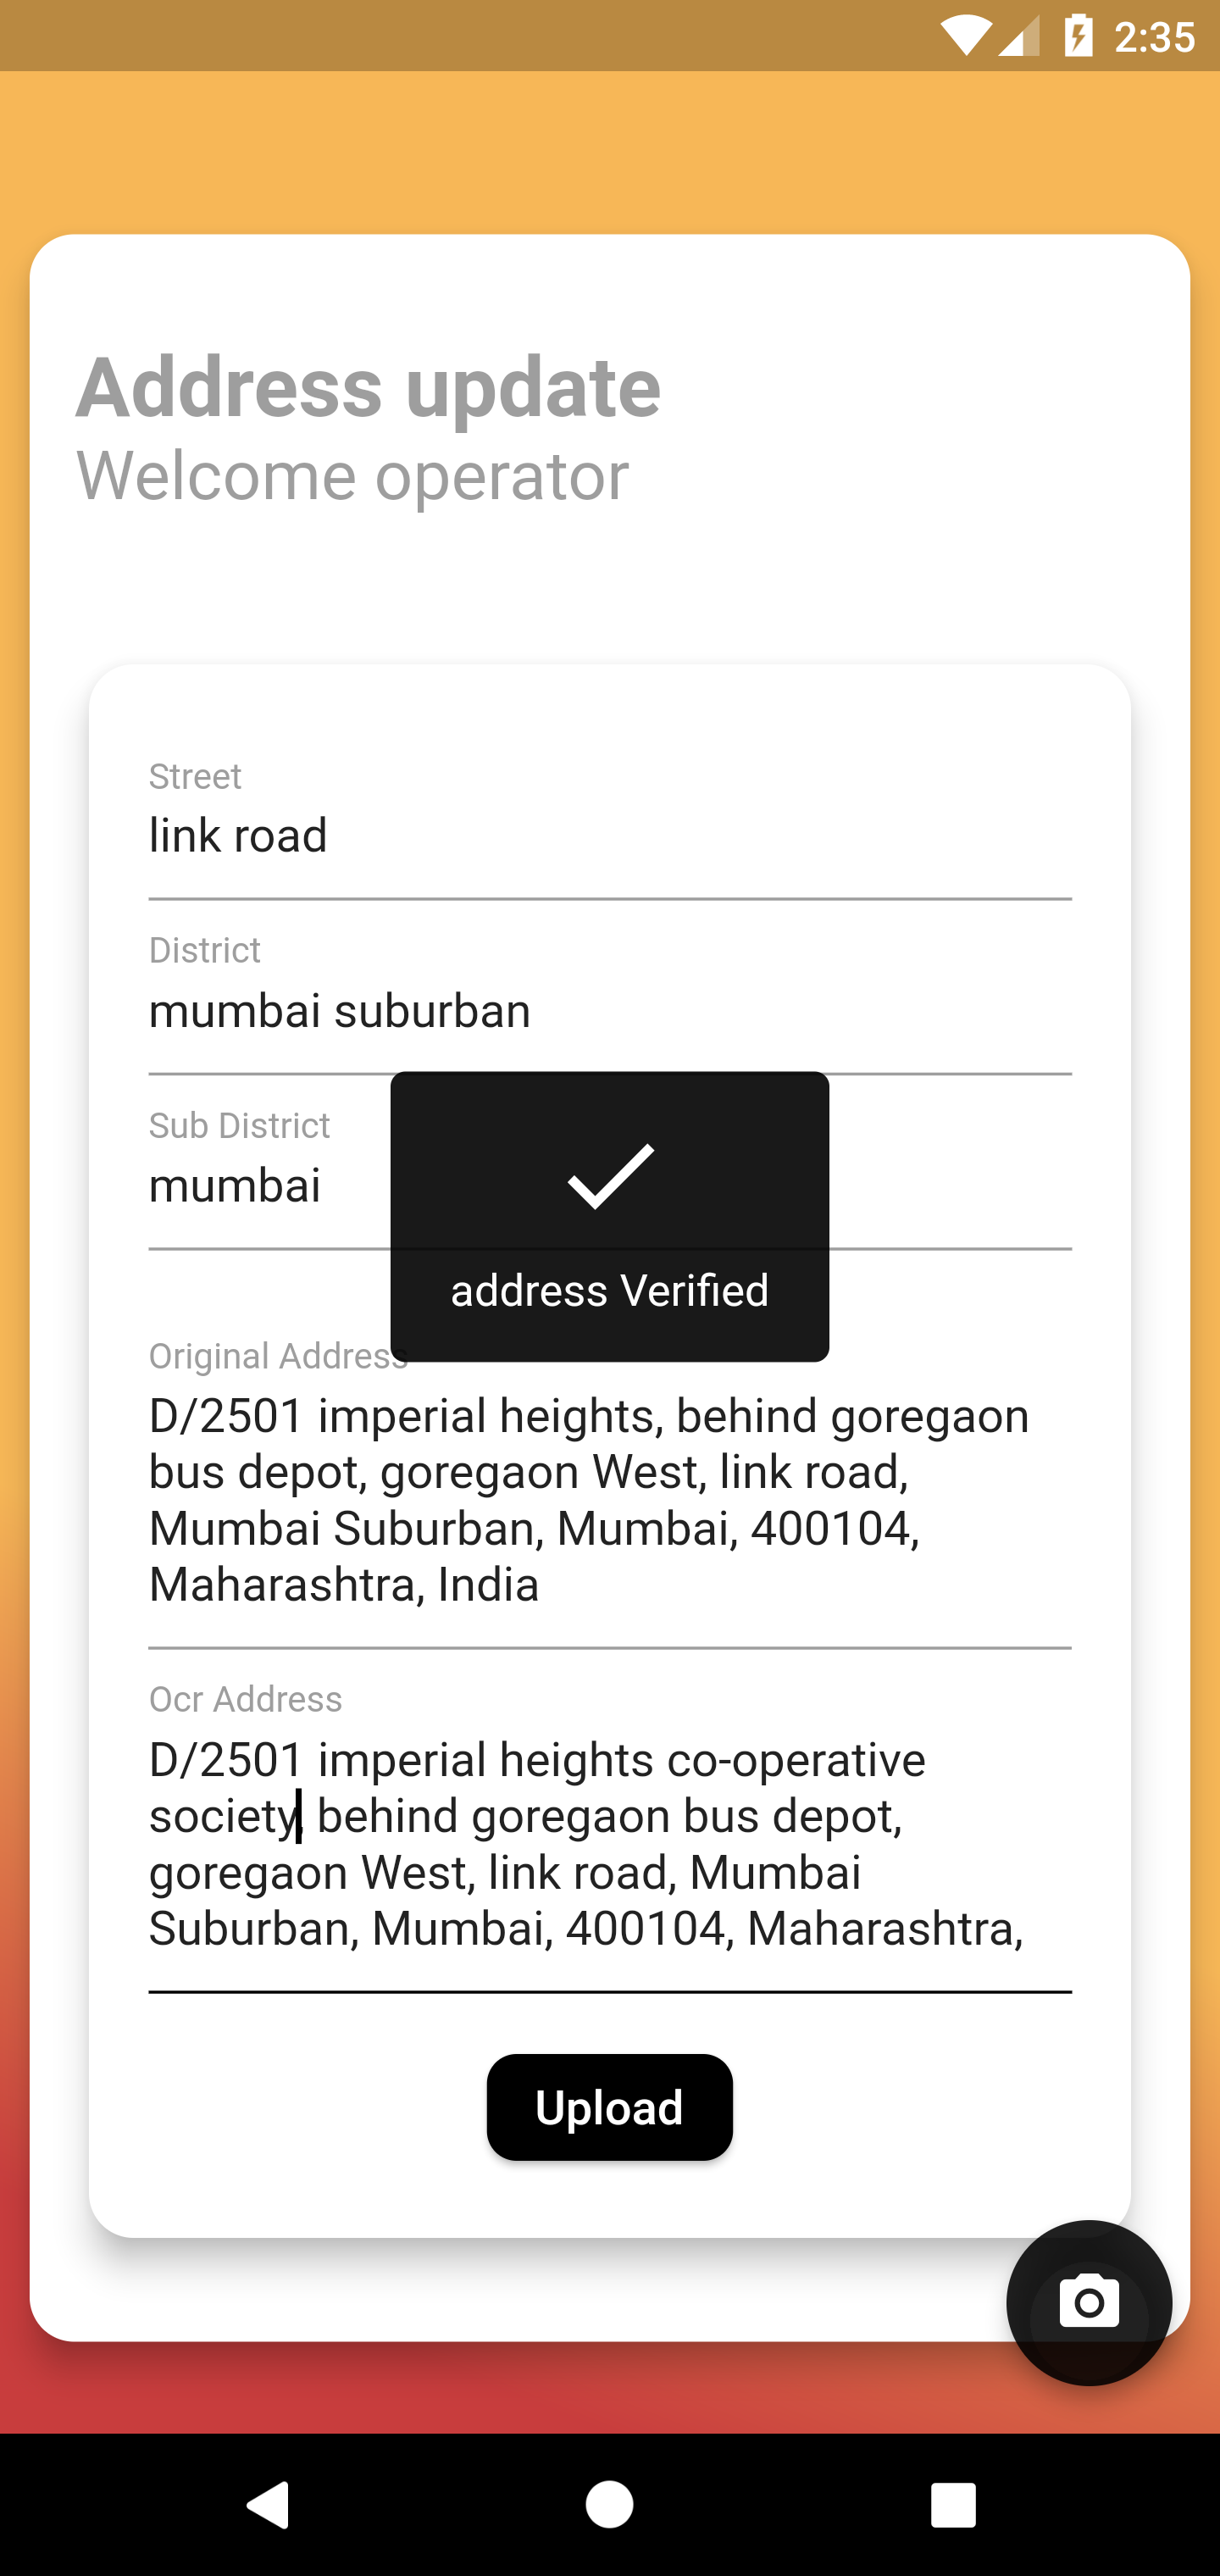 2:35
Address update
Welcome operator
Street
link road
District
mumbai suburban
Sub District
mumbai
address Verified
Original Address
D/2501 imperial heights, behind goregaon
bus depot, goregaon West, link road,
Mumbai Suburban, Mumbai, 400104,
Maharashtra, India
Ocr Address
D/2501 imperial heights co-operative
society, behind goregaon bus depot,
goregaon West, link road, Mumbai
Suburban, Mumbai, 400104, Maharashtra,
Upload